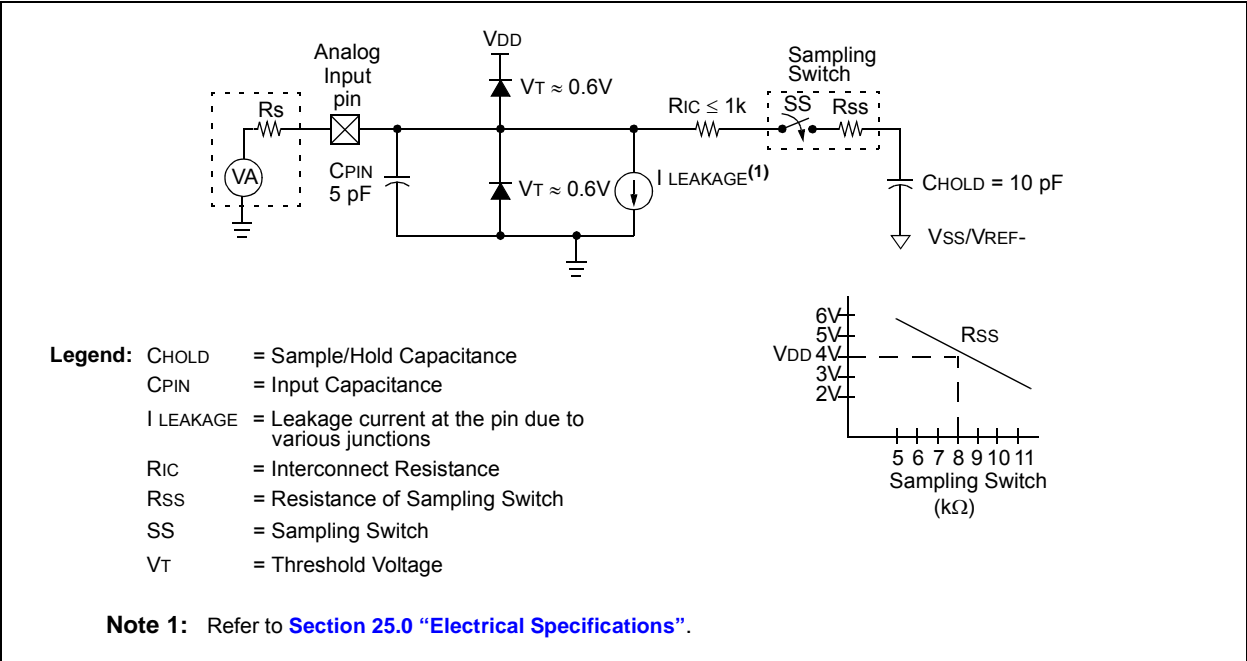 Analog
Input
pin
VDD
VT ≈ 0.6V
Sampling
Switch
Rs
RIC ≤ 1k
SS
Rss
VA
CPIN
5 pF
VT ≈ 0.6V
I LEAKAGE(1)
CHOLD = 10 pF
VSS/VREF-
6V
5V
VDD 4V
3V
2V
RSS
5 6 7 8 9 10 11
Sampling Switch
(kΩ)
Legend: CHOLD = Sample/Hold Capacitance
CPIN = Input Capacitance
I LEAKAGE = Leakage current at the pin due to
various junctions
RIC = Interconnect Resistance
RSS = Resistance of Sampling Switch
SS = Sampling Switch
VT = Threshold Voltage
Note 1: Refer to Section 25.0 “Electrical Specifications”.